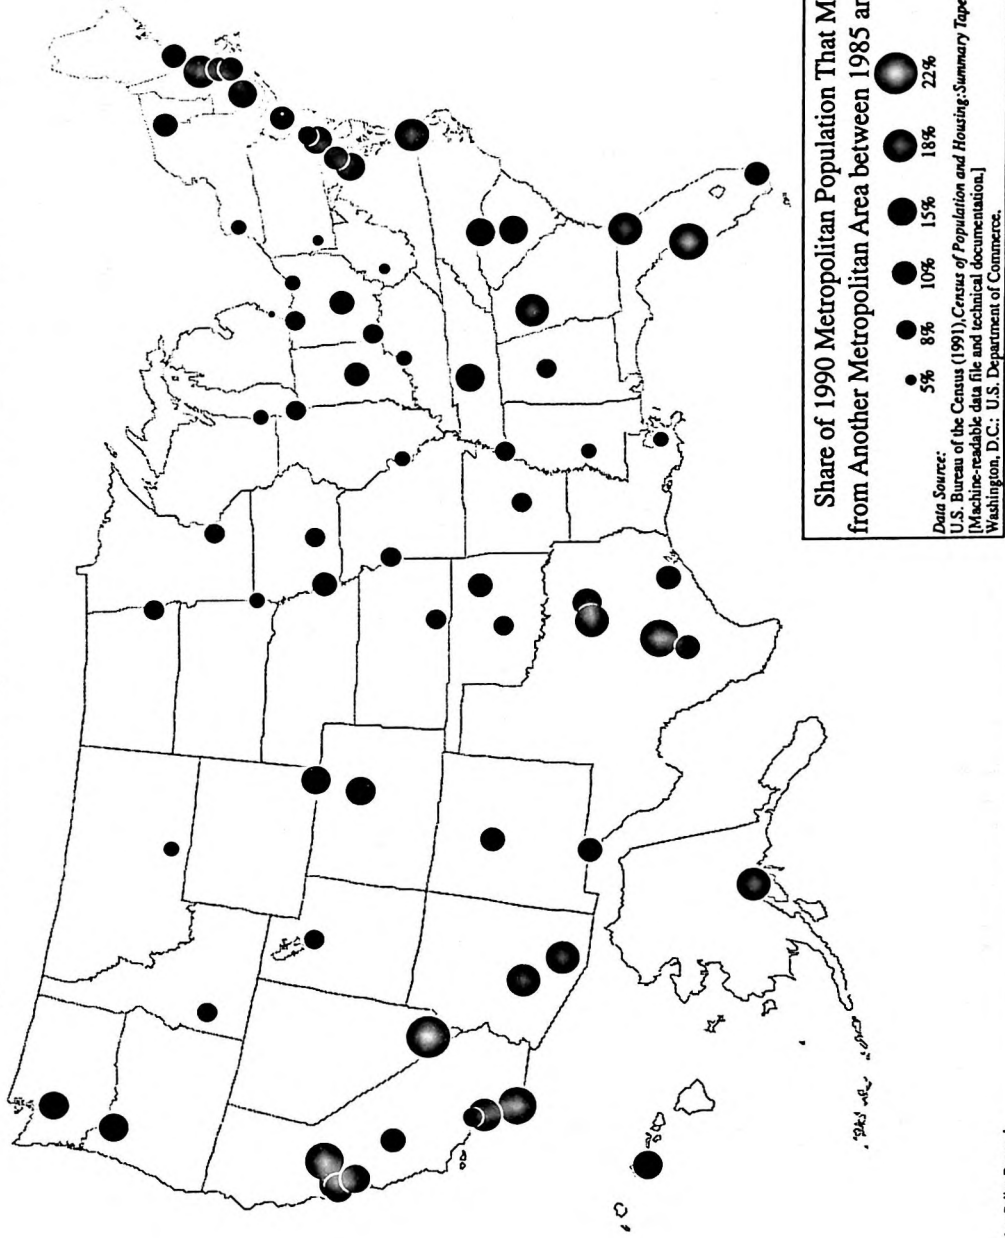 Share of 1990 Metropolitan Population That M
from Another Metropolitan Area between 1985 an
5% 8% 10% 15% 18% 22%
Data Source:
U.S. Bureau of the Census (1991), Census of Population and Housing: Summary Tape
[Machine-readable data file and technical documentation.]
Washington, D.C.: U.S. Department of Commerce.